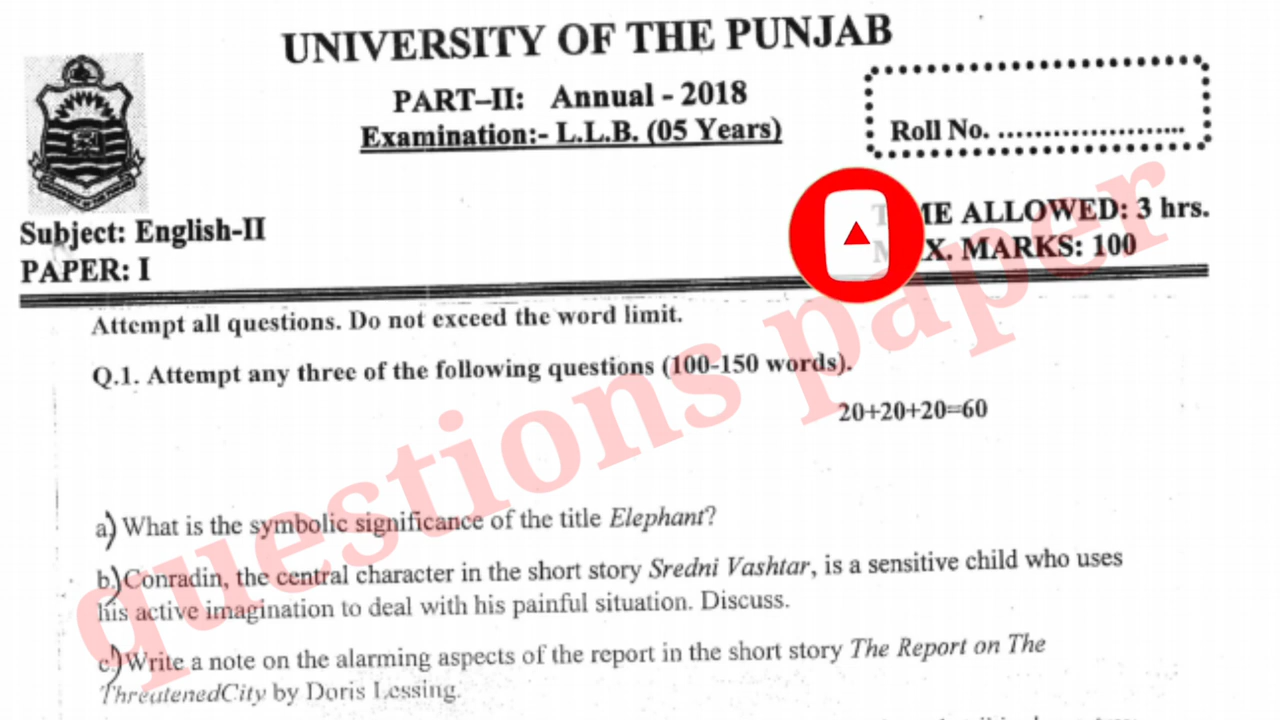 UNIVERSITY OF THE PUNJAB
PART–II: Annual - 2018
Examination:- L.L.B. (05 Years)
Roll No. ........................
Subject: English-II
PAPER: I
TIME ALLOWED: 3 hrs.
MAX. MARKS: 100
Attempt all questions. Do not exceed the word limit.
Q.1. Attempt any three of the following questions (100-150 words).
20+20+20=60
a) What is the symbolic significance of the title Elephant?
b) Conradin, the central character in the short story Sredni Vashtar, is a sensitive child who uses
his active imagination to deal with his painful situation. Discuss.
c) Write a note on the alarming aspects of the report in the short story The Report on The
ThreatenedCity by Doris Lessing.
questions paper